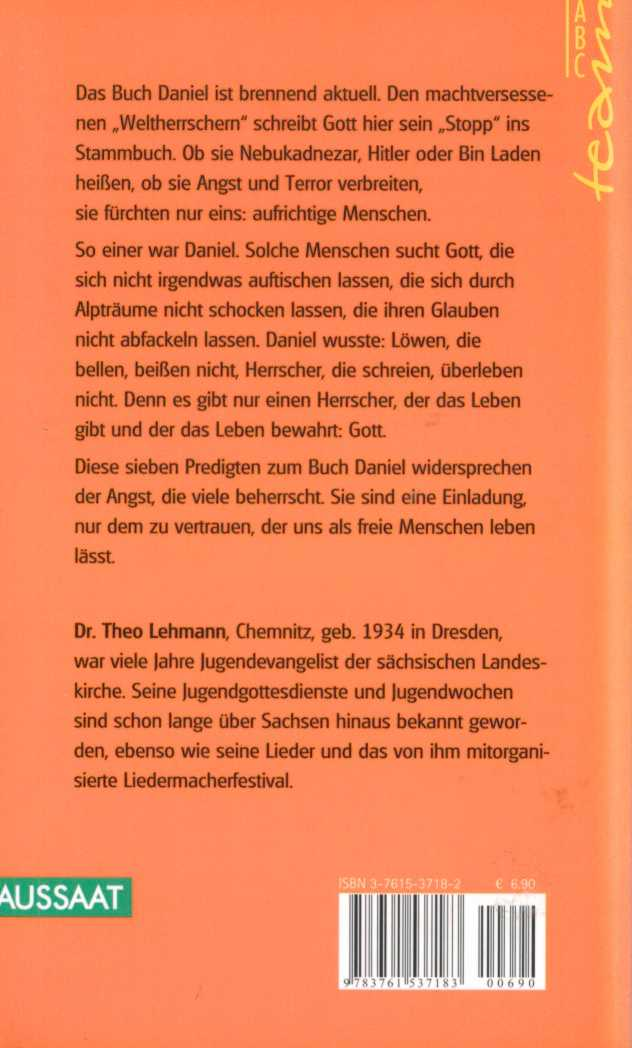 ABC
team
Das Buch Daniel ist brennend aktuell. Den machtversesse-
nen „Weltherrschern“ schreibt Gott hier sein „Stopp“ ins
Stammbuch. Ob sie Nebukadnezar, Hitler oder Bin Laden
heißen, ob sie Angst und Terror verbreiten,
sie fürchten nur eins: aufrichtige Menschen.
So einer war Daniel. Solche Menschen sucht Gott, die
sich nicht irgendwas auftischen lassen, die sich durch
Alpträume nicht schocken lassen, die ihren Glauben
nicht abfackeln lassen. Daniel wusste: Löwen, die
bellen, beißen nicht, Herrscher, die schreien, überleben
nicht. Denn es gibt nur einen Herrscher, der das Leben
gibt und der das Leben bewahrt: Gott.
Diese sieben Predigten zum Buch Daniel widersprechen
der Angst, die viele beherrscht. Sie sind eine Einladung,
nur dem zu vertrauen, der uns als freie Menschen leben
lässt.
Dr. Theo Lehmann, Chemnitz, geb. 1934 in Dresden,
war viele Jahre Jugendevangelist der sächsischen Landes-
kirche. Seine Jugendgottesdienste und Jugendwochen
sind schon lange über Sachsen hinaus bekannt gewor-
den, ebenso wie seine Lieder und das von ihm mitorgani-
sierte Liedermacherfestival.
AUSSAAT
ISBN 3-7615-3718-2 € 6.90
9 783761 537183 00690